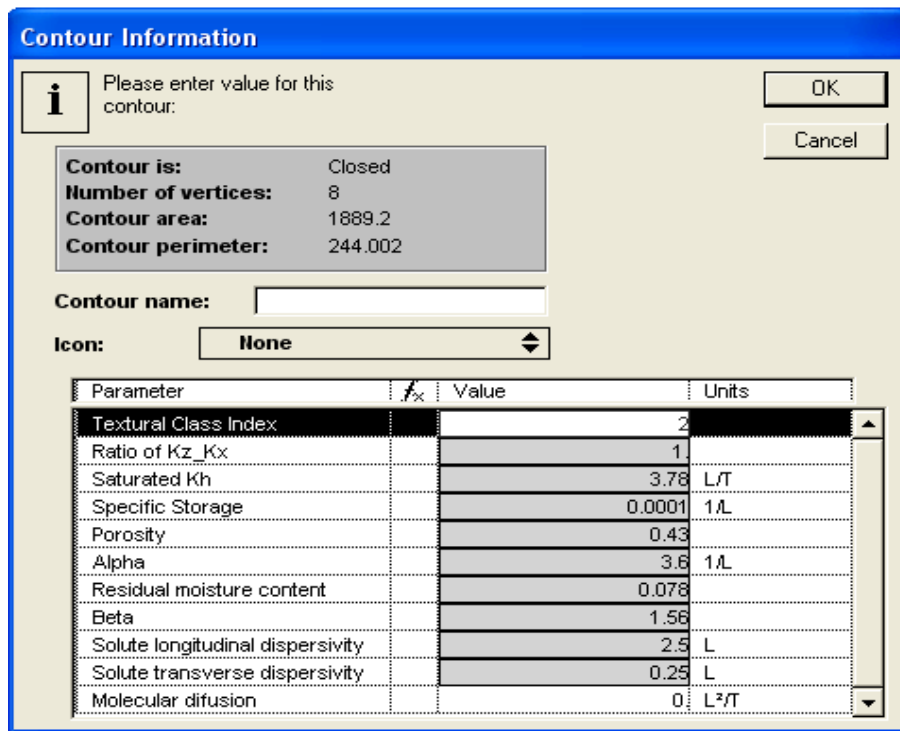 Contour Information
i
Please enter value for this
contour:
OK
Cancel
Contour is: Closed
Number of vertices: 8
Contour area: 1889.2
Contour perimeter: 244.002
Contour name:
Icon: None
Parameter fx Value Units
Textural Class Index 2
Ratio of Kz_Kx 1.
Saturated Kh 3.78 L/T
Specific Storage 0.0001 1/L
Porosity 0.43
Alpha 3.6 1/L
Residual moisture content 0.078
Beta 1.56
Solute longitudinal dispersivity 2.5 L
Solute transverse dispersivity 0.25 L
Molecular difusion 0. L²/T